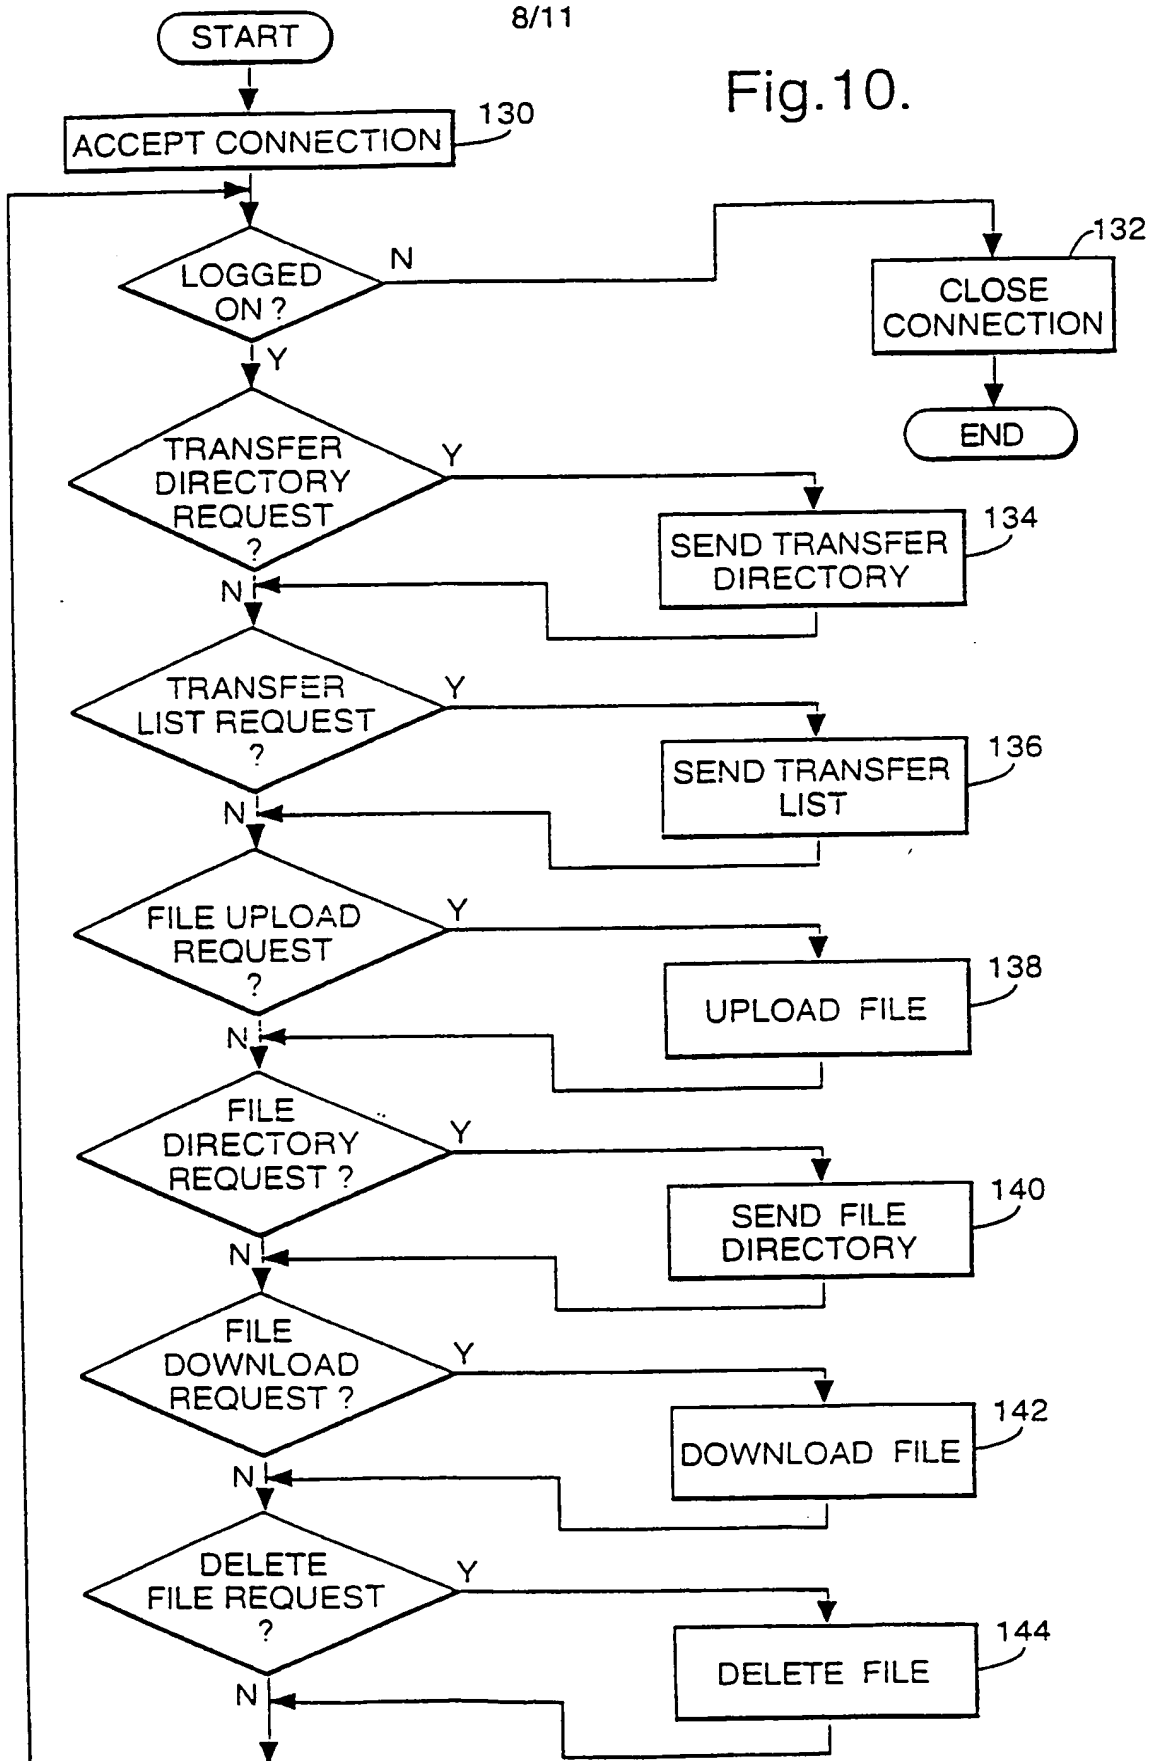 8/11
START
Fig.10.
ACCEPT CONNECTION
130
LOGGED
ON ?
N
132
CLOSE
CONNECTION
Y
END
TRANSFER
DIRECTORY
REQUEST
?
Y
134
SEND TRANSFER
DIRECTORY
N
TRANSFER
LIST REQUEST
?
Y
136
SEND TRANSFER
LIST
N
FILE UPLOAD
REQUEST
?
Y
138
UPLOAD FILE
N
FILE
DIRECTORY
REQUEST ?
Y
140
SEND FILE
DIRECTORY
N
FILE
DOWNLOAD
REQUEST ?
Y
142
DOWNLOAD FILE
N
DELETE
FILE REQUEST
?
Y
144
DELETE FILE
N